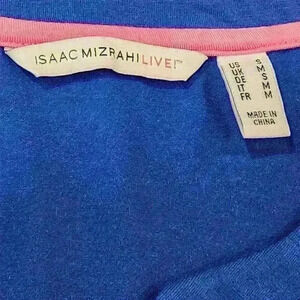 ISAAC MIZRAHI LIVE!™
US S
UK M
DE S
IT M
FR M
MADE IN
CHINA